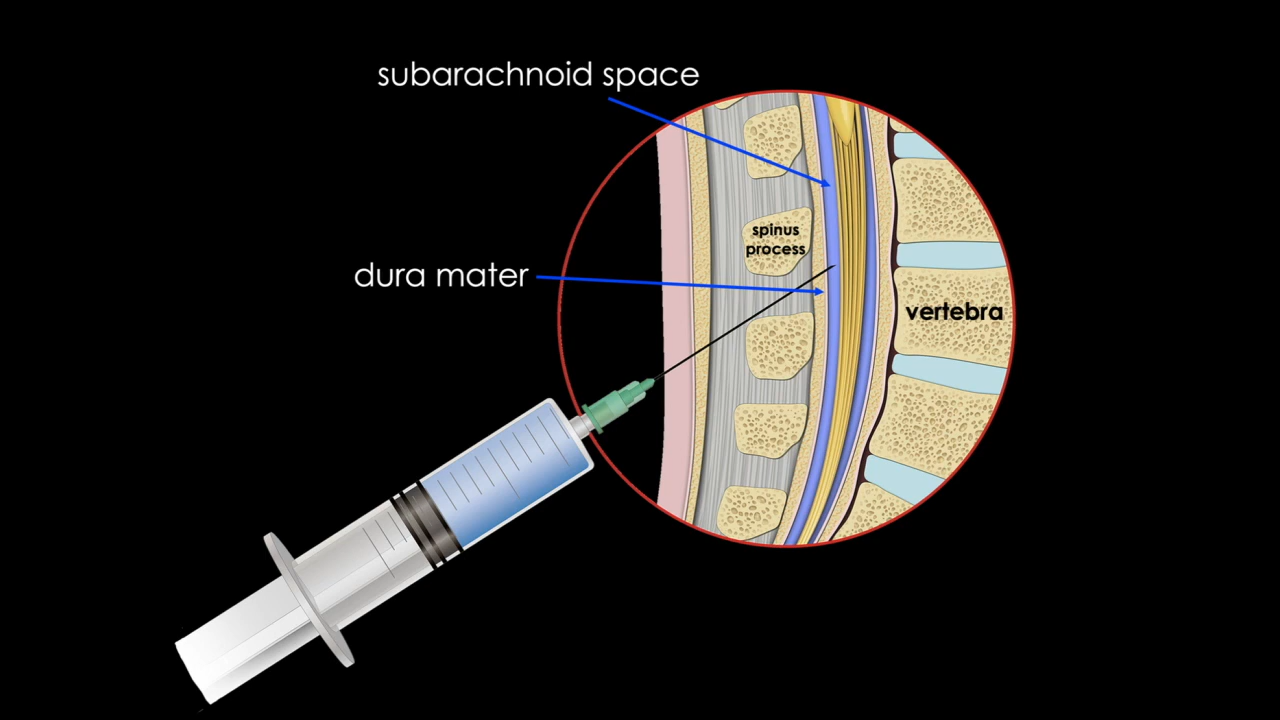 subarachnoid space
spinus
process
dura mater
vertebra